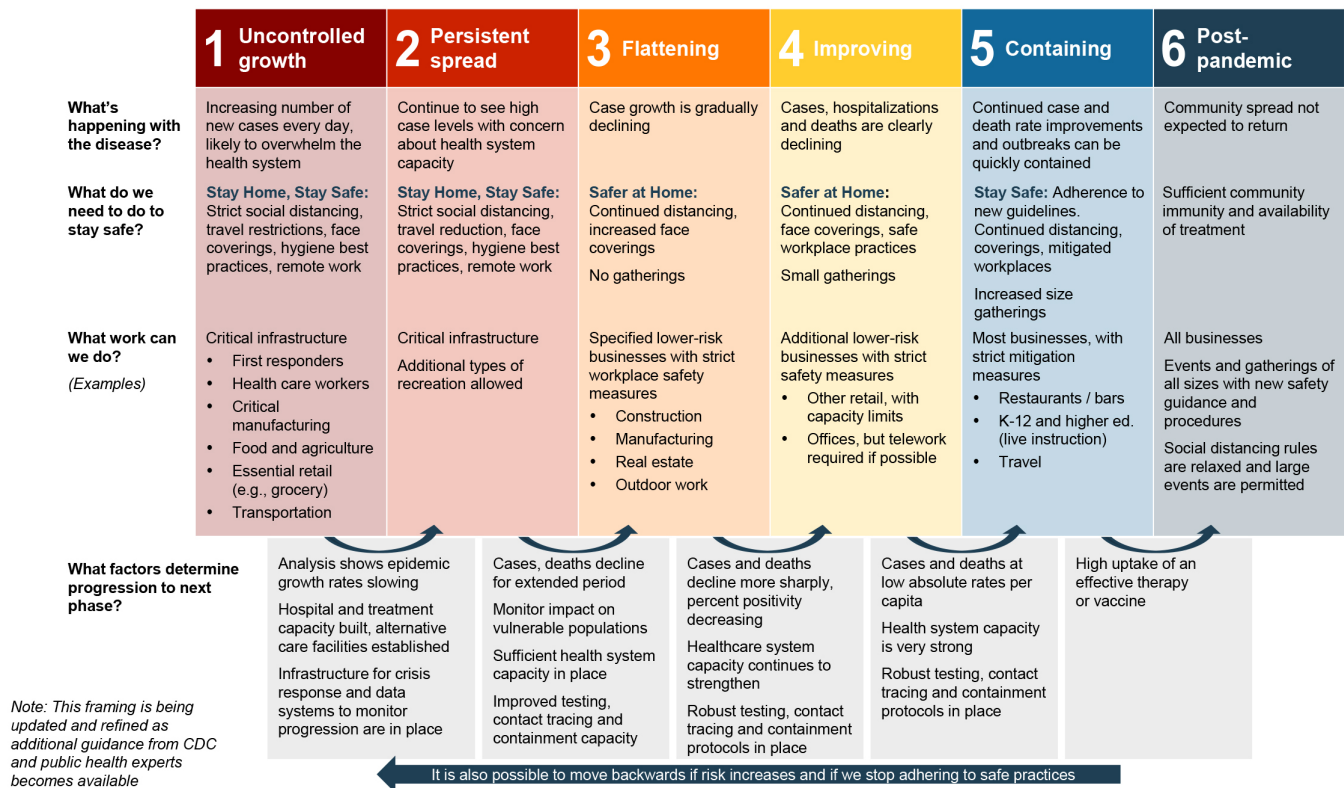 1 Uncontrolled
growth
2 Persistent
spread
3 Flattening
4 Improving
5 Containing
6 Post-
pandemic
What's
happening with
the disease?
Increasing number of
new cases every day,
likely to overwhelm the
health system
Continue to see high
case levels with concern
about health system
capacity
Case growth is gradually
declining
Cases, hospitalizations
and deaths are clearly
declining
Continued case and
death rate improvements
and outbreaks can be
quickly contained
Community spread not
expected to return
What do we
need to do to
stay safe?
Stay Home, Stay Safe:
Strict social distancing,
travel restrictions, face
coverings, hygiene best
practices, remote work
Stay Home, Stay Safe:
Strict social distancing,
travel reduction, face
coverings, hygiene best
practices, remote work
Safer at Home:
Continued distancing,
increased face
coverings
No gatherings
Safer at Home:
Continued distancing,
face coverings, safe
workplace practices
Small gatherings
Stay Safe: Adherence to
new guidelines.
Continued distancing,
coverings, mitigated
workplaces
Increased size
gatherings
Sufficient community
immunity and availability
of treatment
What work can
we do?
(Examples)
Critical infrastructure
• First responders
• Health care workers
• Critical
manufacturing
• Food and agriculture
• Essential retail
(e.g., grocery)
• Transportation
Critical infrastructure
Additional types of
recreation allowed
Specified lower-risk
businesses with strict
workplace safety
measures
• Construction
• Manufacturing
• Real estate
• Outdoor work
Additional lower-risk
businesses with strict
safety measures
• Other retail, with
capacity limits
• Offices, but telework
required if possible
Most businesses, with
strict mitigation
measures
• Restaurants / bars
• K-12 and higher ed.
(live instruction)
• Travel
All businesses
Events and gatherings of
all sizes with new safety
guidance and
procedures
Social distancing rules
are relaxed and large
events are permitted
What factors determine
progression to next
phase?
Analysis shows epidemic
growth rates slowing
Hospital and treatment
capacity built, alternative
care facilities established
Infrastructure for crisis
response and data
systems to monitor
progression are in place
Cases, deaths decline
for extended period
Monitor impact on
vulnerable populations
Sufficient health system
capacity in place
Improved testing,
contact tracing and
containment capacity
Cases and deaths
decline more sharply,
percent positivity
decreasing
Healthcare system
capacity continues to
strengthen
Robust testing, contact
tracing and containment
protocols in place
Cases and deaths at
low absolute rates per
capita
Health system capacity
is very strong
Robust testing, contact
tracing and containment
protocols in place
High uptake of an
effective therapy
or vaccine
Note: This framing is being
updated and refined as
additional guidance from CDC
and public health experts
becomes available
It is also possible to move backwards if risk increases and if we stop adhering to safe practices